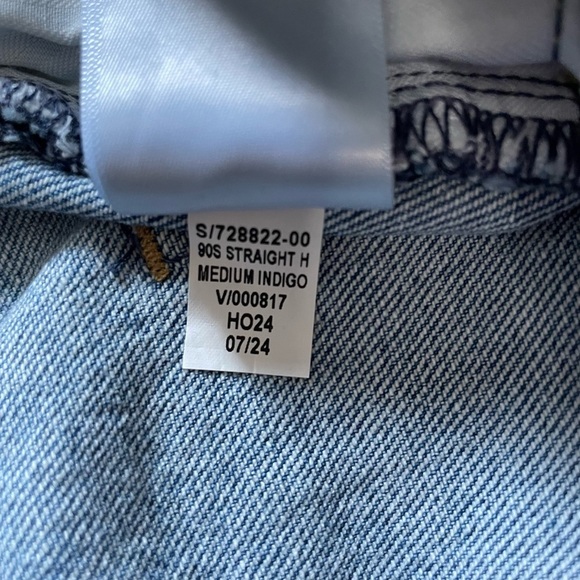 S/728822-00
90S STRAIGHT H
MEDIUM INDIGO
V/000817
HO24
07/24